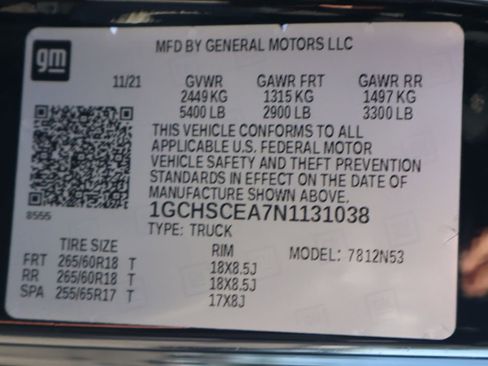 gm
MFD BY GENERAL MOTORS LLC
11/21 GVWR GAWR FRT GAWR RR
2449 KG 1315 KG 1497 KG
5400 LB 2900 LB 3300 LB
THIS VEHICLE CONFORMS TO ALL
APPLICABLE U.S. FEDERAL MOTOR
VEHICLE SAFETY AND THEFT PREVENTION
STANDARDS IN EFFECT ON THE DATE OF
MANUFACTURE SHOWN ABOVE.
8555
1GCHSCEA7N1131038
TYPE: TRUCK
TIRE SIZE RIM MODEL: 7812N53
FRT 265/60R18 T 18X8.5J
RR 265/60R18 T 18X8.5J
SPA 255/65R17 T 17X8J